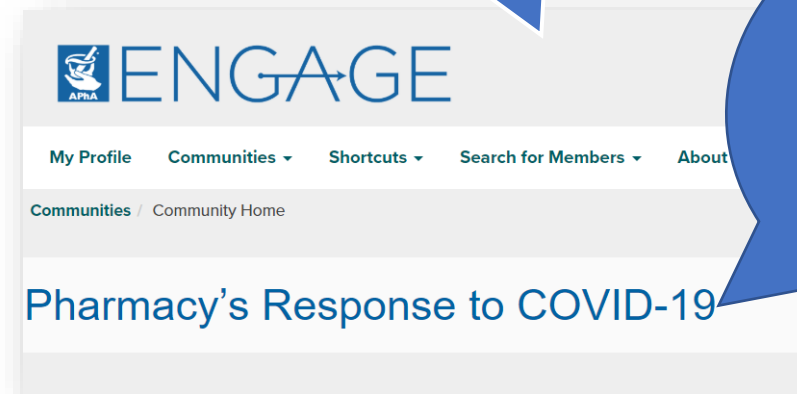 APhA ENGAGE
My Profile Communities Shortcuts Search for Members About
Communities / Community Home
Pharmacy's Response to COVID-19